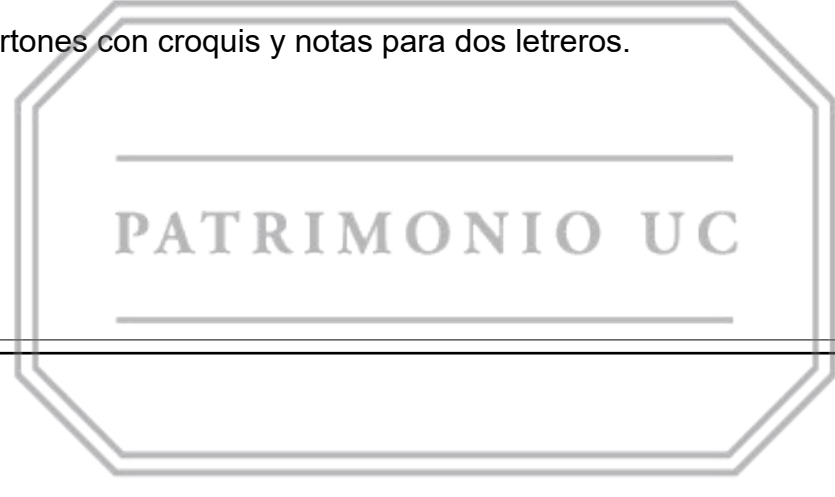 rtones con croquis y notas para dos letreros.
PATRIMONIO UC